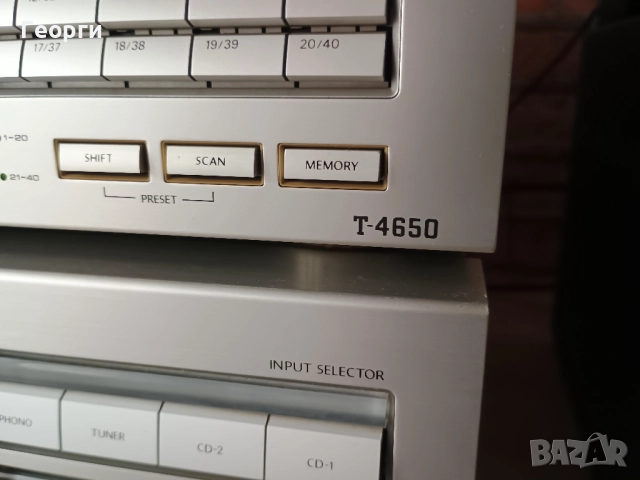 Георги
17/37 18/38 19/39 20/40
1-20
SHIFT SCAN MEMORY
21-40
PRESET
T-4650
INPUT SELECTOR
PHONO TUNER CD-2 CD-1
BAZAR